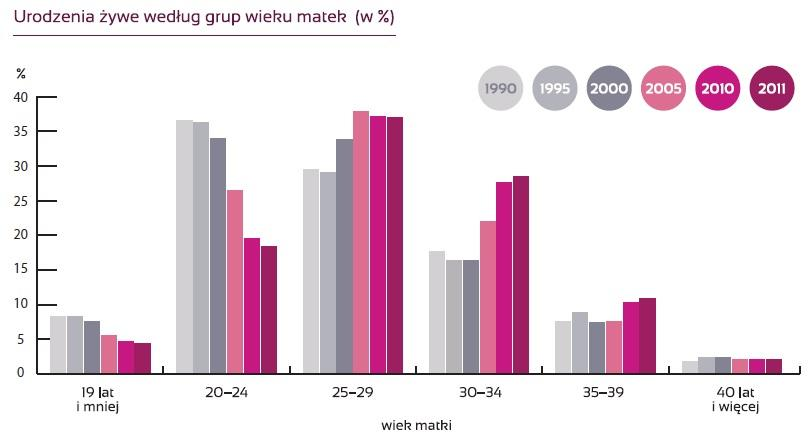 Urodzenia żywe według grup wieku matek (w %)
%
1990 1995 2000 2005 2010 2011
40
35
30
25
20
15
10
5
0
19 lat
i mniej
20–24
25–29
30–34
35–39
40 lat
i więcej
wiek matki